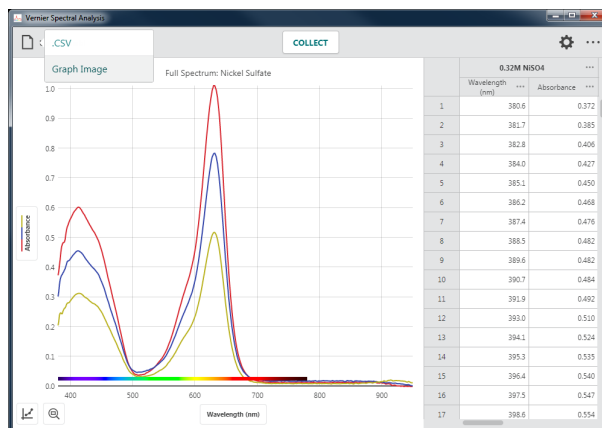 Vernier Spectral Analysis
.CSV
Graph Image
COLLECT
Full Spectrum: Nickel Sulfate
1.0
0.9
0.8
0.7
0.6
0.5
0.4
0.3
0.2
0.1
0.0
Absorbance
400 500 600 700 800 900
Wavelength (nm)
0.32M NiSO4
Wavelength (nm) Absorbance
1 380.6 0.372
2 381.7 0.385
3 382.8 0.406
4 384.0 0.427
5 385.1 0.450
6 386.2 0.468
7 387.4 0.476
8 388.5 0.482
9 389.6 0.482
10 390.7 0.484
11 391.9 0.492
12 393.0 0.510
13 394.1 0.524
14 395.3 0.535
15 396.4 0.540
16 397.5 0.547
17 398.6 0.554